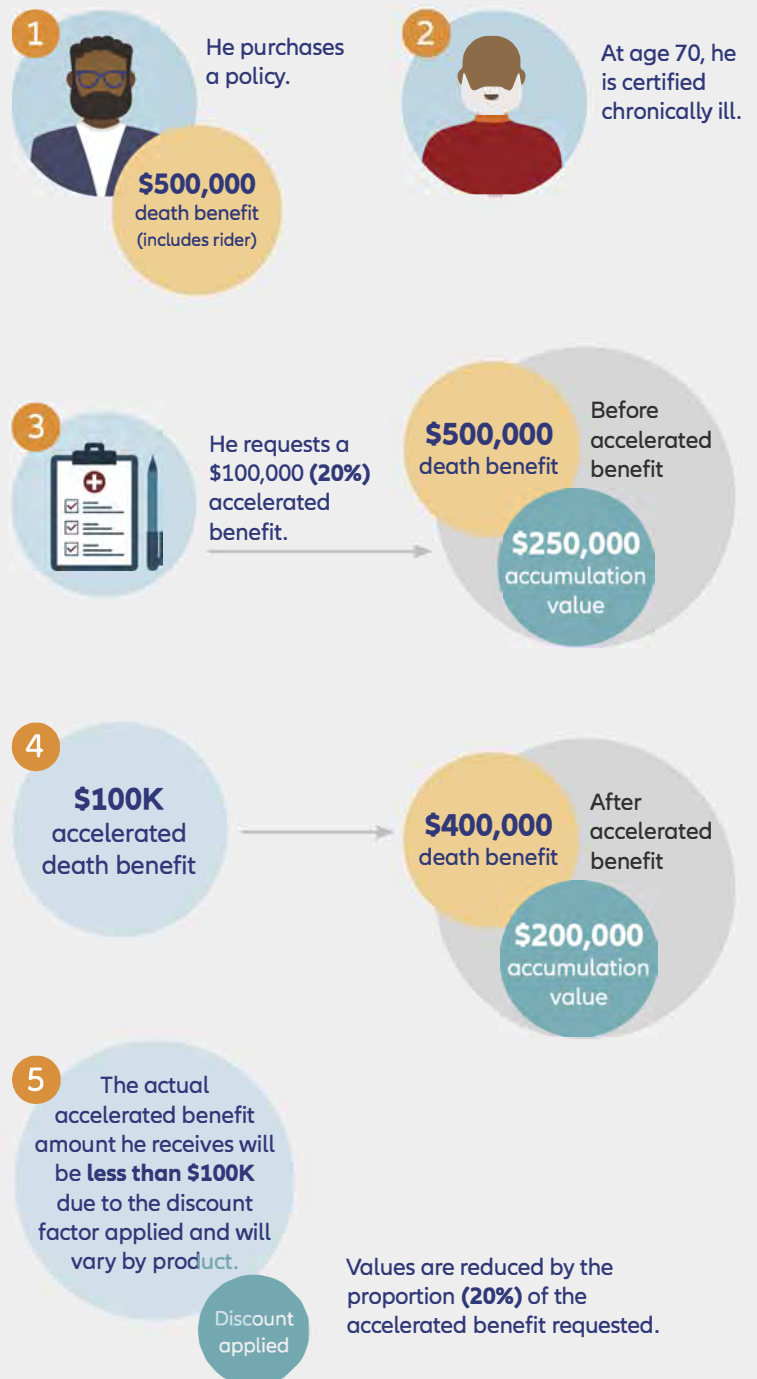 1
He purchases
a policy.
$500,000
death benefit
(includes rider)
2
At age 70, he
is certified
chronically ill.
3
He requests a
$100,000 (20%)
accelerated
benefit.
$500,000
death benefit
Before
accelerated
benefit
$250,000
accumulation
value
4
$100K
accelerated
death benefit
$400,000
death benefit
After
accelerated
benefit
$200,000
accumulation
value
5
The actual
accelerated benefit
amount he receives will
be less than $100K
due to the discount
factor applied and will
vary by product.
Discount
applied
Values are reduced by the
proportion (20%) of the
accelerated benefit requested.